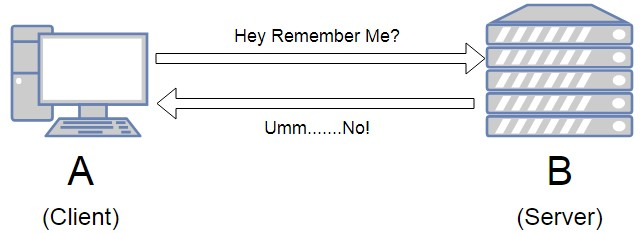 Hey Remember Me?
Umm.......No!
A
B
(Client)
(Server)